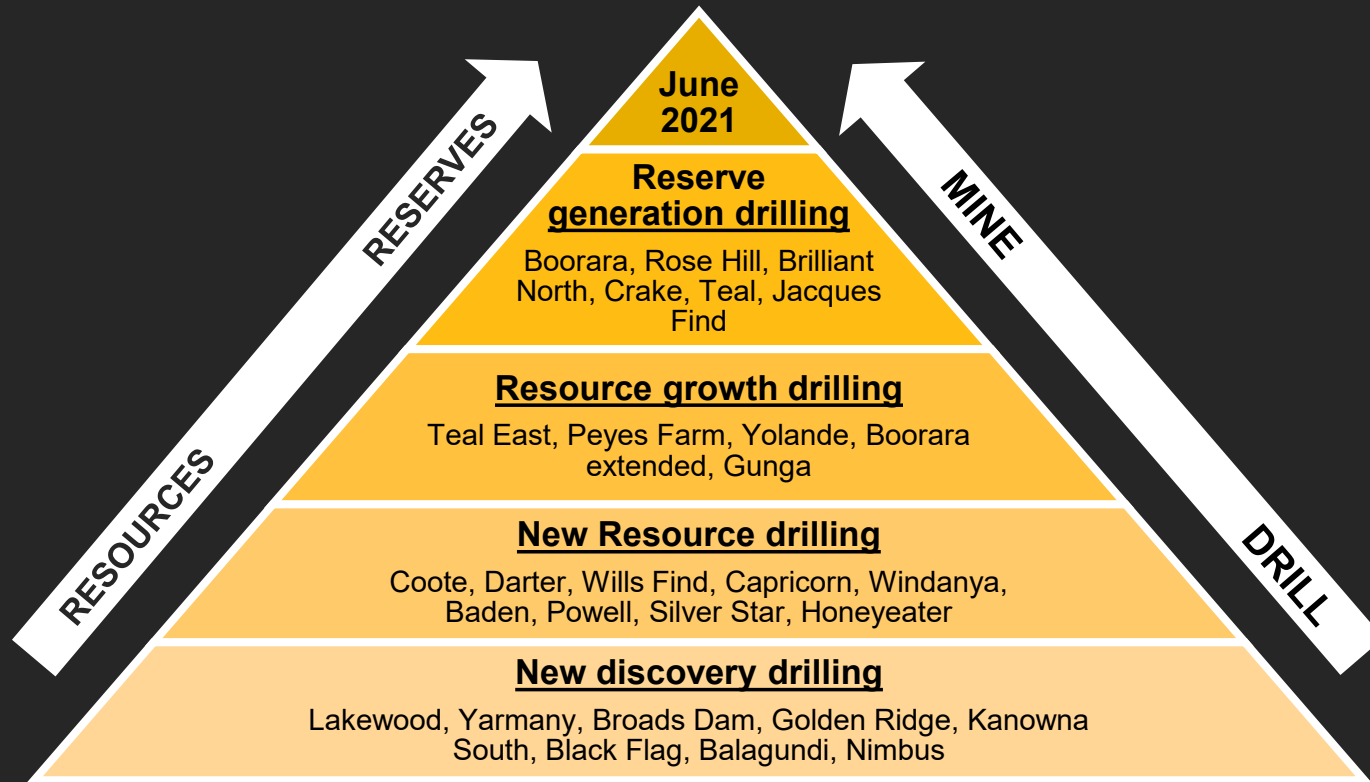 June
2021
RESERVES
RESOURCES
MINE
DRILL
Reserve
generation drilling
Boorara, Rose Hill, Brilliant
North, Crake, Teal, Jacques
Find
Resource growth drilling
Teal East, Peyes Farm, Yolande, Boorara
extended, Gunga
New Resource drilling
Coote, Darter, Wills Find, Capricorn, Windanya,
Baden, Powell, Silver Star, Honeyeater
New discovery drilling
Lakewood, Yarmany, Broads Dam, Golden Ridge, Kanowna
South, Black Flag, Balagundi, Nimbus